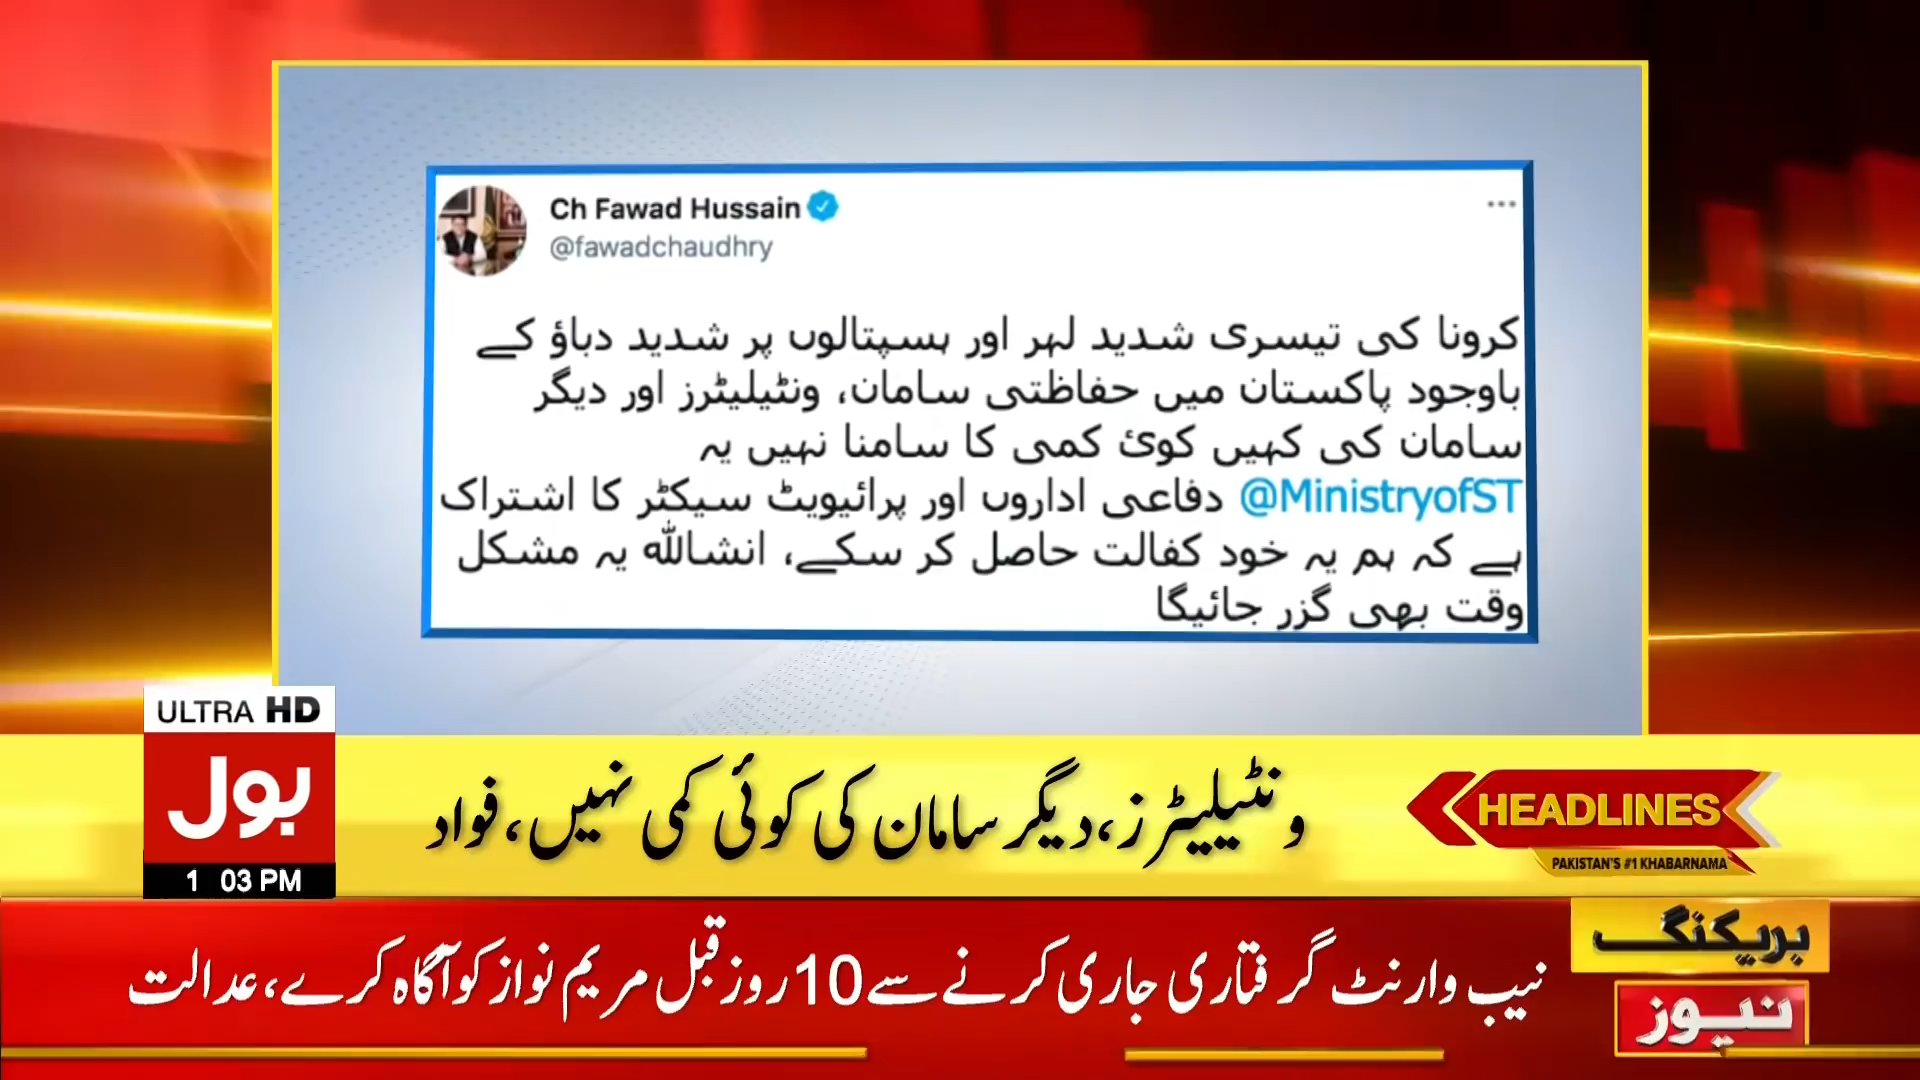 Ch Fawad Hussain
@fawadchaudhry
کرونا کی تیسری شدید لہر اور ہسپتالوں پر شدید دباؤ کے
باوجود پاکستان میں حفاظتی سامان، ونٹیلیٹرز اور دیگر
سامان کی کہیں کوئ کمی کا سامنا نہیں یہ
@MinistryofST دفاعی اداروں اور پرائیویٹ سیکٹر کا اشتراک
ہے کہ ہم یہ خود کفالت حاصل کر سکے، انشاللہ یہ مشکل
وقت بھی گزر جائیگا
ULTRA HD
بول
1 03 PM
ونٹیلیٹرز، دیگر سامان کی کوئی کمی نہیں، فواد
HEADLINES
PAKISTAN'S #1 KHABARNAMA
بریکنگ
نیوز
نیب وارنٹ گرفتاری جاری کرنے سے 10 روز قبل مریم نواز کو آگاہ کرے، عدالت